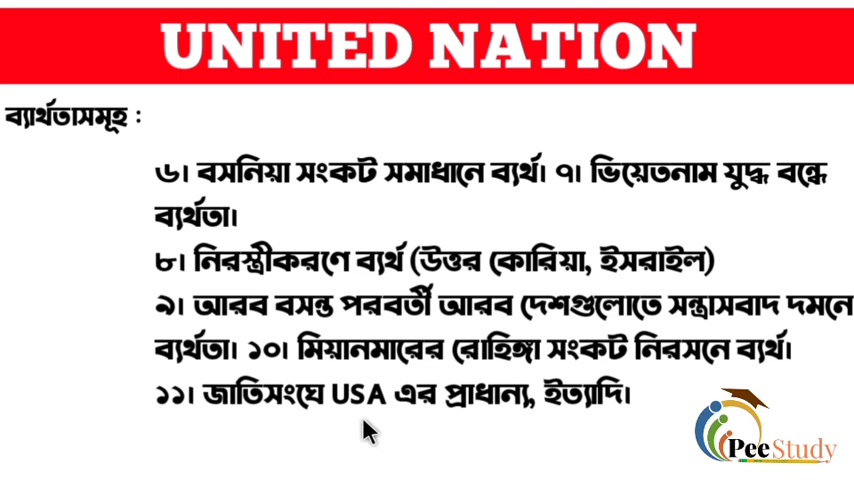 UNITED NATION
ব্যার্থতাসমূহ :
৬। বসনিয়া সংকট সমাধানে ব্যর্থ। ৭। ভিয়েতনাম যুদ্ধ বন্ধে
ব্যর্থতা।
৮। নিরস্ত্রীকরণে ব্যর্থ (উত্তর কোরিয়া, ইসরাইল)
৯। আরব বসন্ত পরবর্তী আরব দেশগুলোতে সন্ত্রাসবাদ দমনে
ব্যর্থতা। ১০। মিয়ানমারের রোহিঙ্গা সংকট নিরসনে ব্যর্থ।
১১। জাতিসংঘে USA এর প্রাধান্য, ইত্যাদি।
PeeStudy